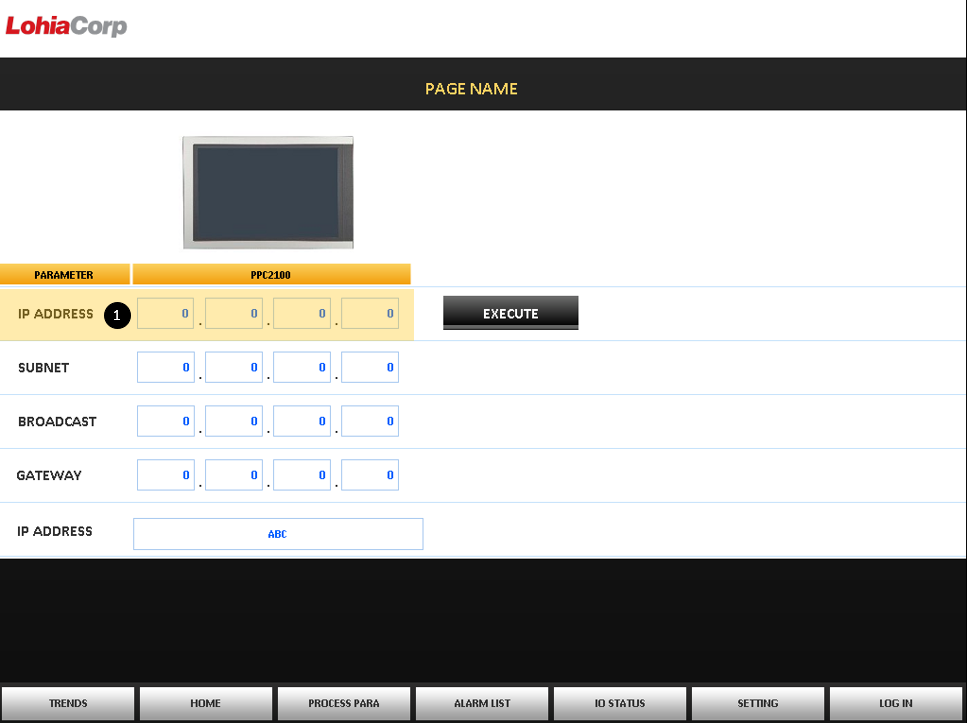 LohiaCorp
PAGE NAME
PARAMETER PPC2100
IP ADDRESS 1 0 . 0 . 0 . 0 EXECUTE
SUBNET 0 . 0 . 0 . 0
BROADCAST 0 . 0 . 0 . 0
GATEWAY 0 . 0 . 0 . 0
IP ADDRESS ABC
TRENDS HOME PROCESS PARA ALARM LIST IO STATUS SETTING LOG IN